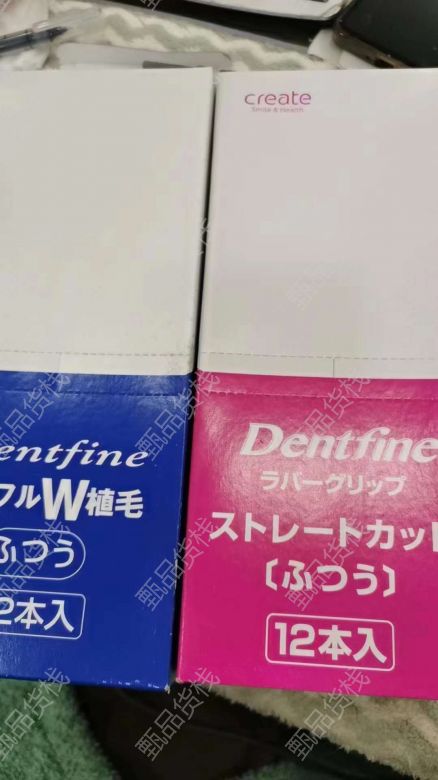 create
Smile & Health
entfine
フルW植毛
ふつう
2本入
Dentfine
ラバーグリップ
ストレートカット
〔ふつう〕
12本入
甄品货栈